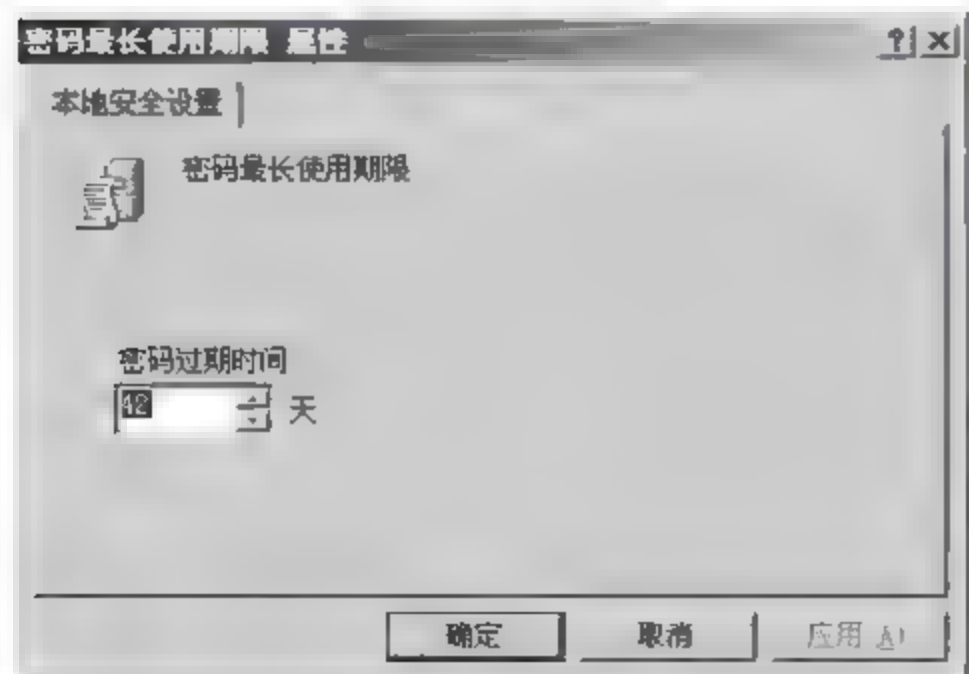 密码最长使用期限 属性
本地安全设置
密码最长使用期限
密码过期时间
42 天
确定 取消 应用 A)